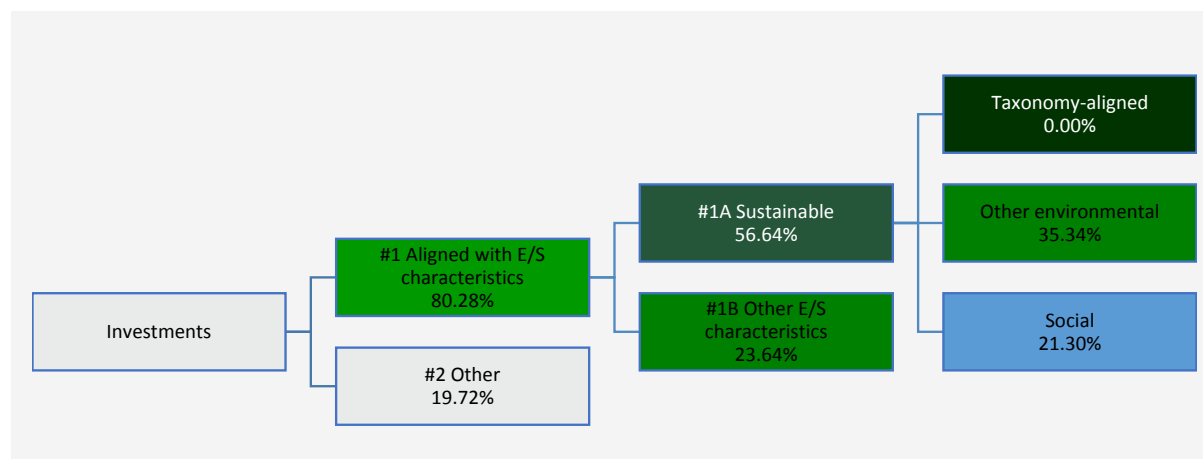 Investments
#1 Aligned with E/S
characteristics
80.28%
#2 Other
19.72%
#1A Sustainable
56.64%
#1B Other E/S
characteristics
23.64%
Taxonomy-aligned
0.00%
Other environmental
35.34%
Social
21.30%